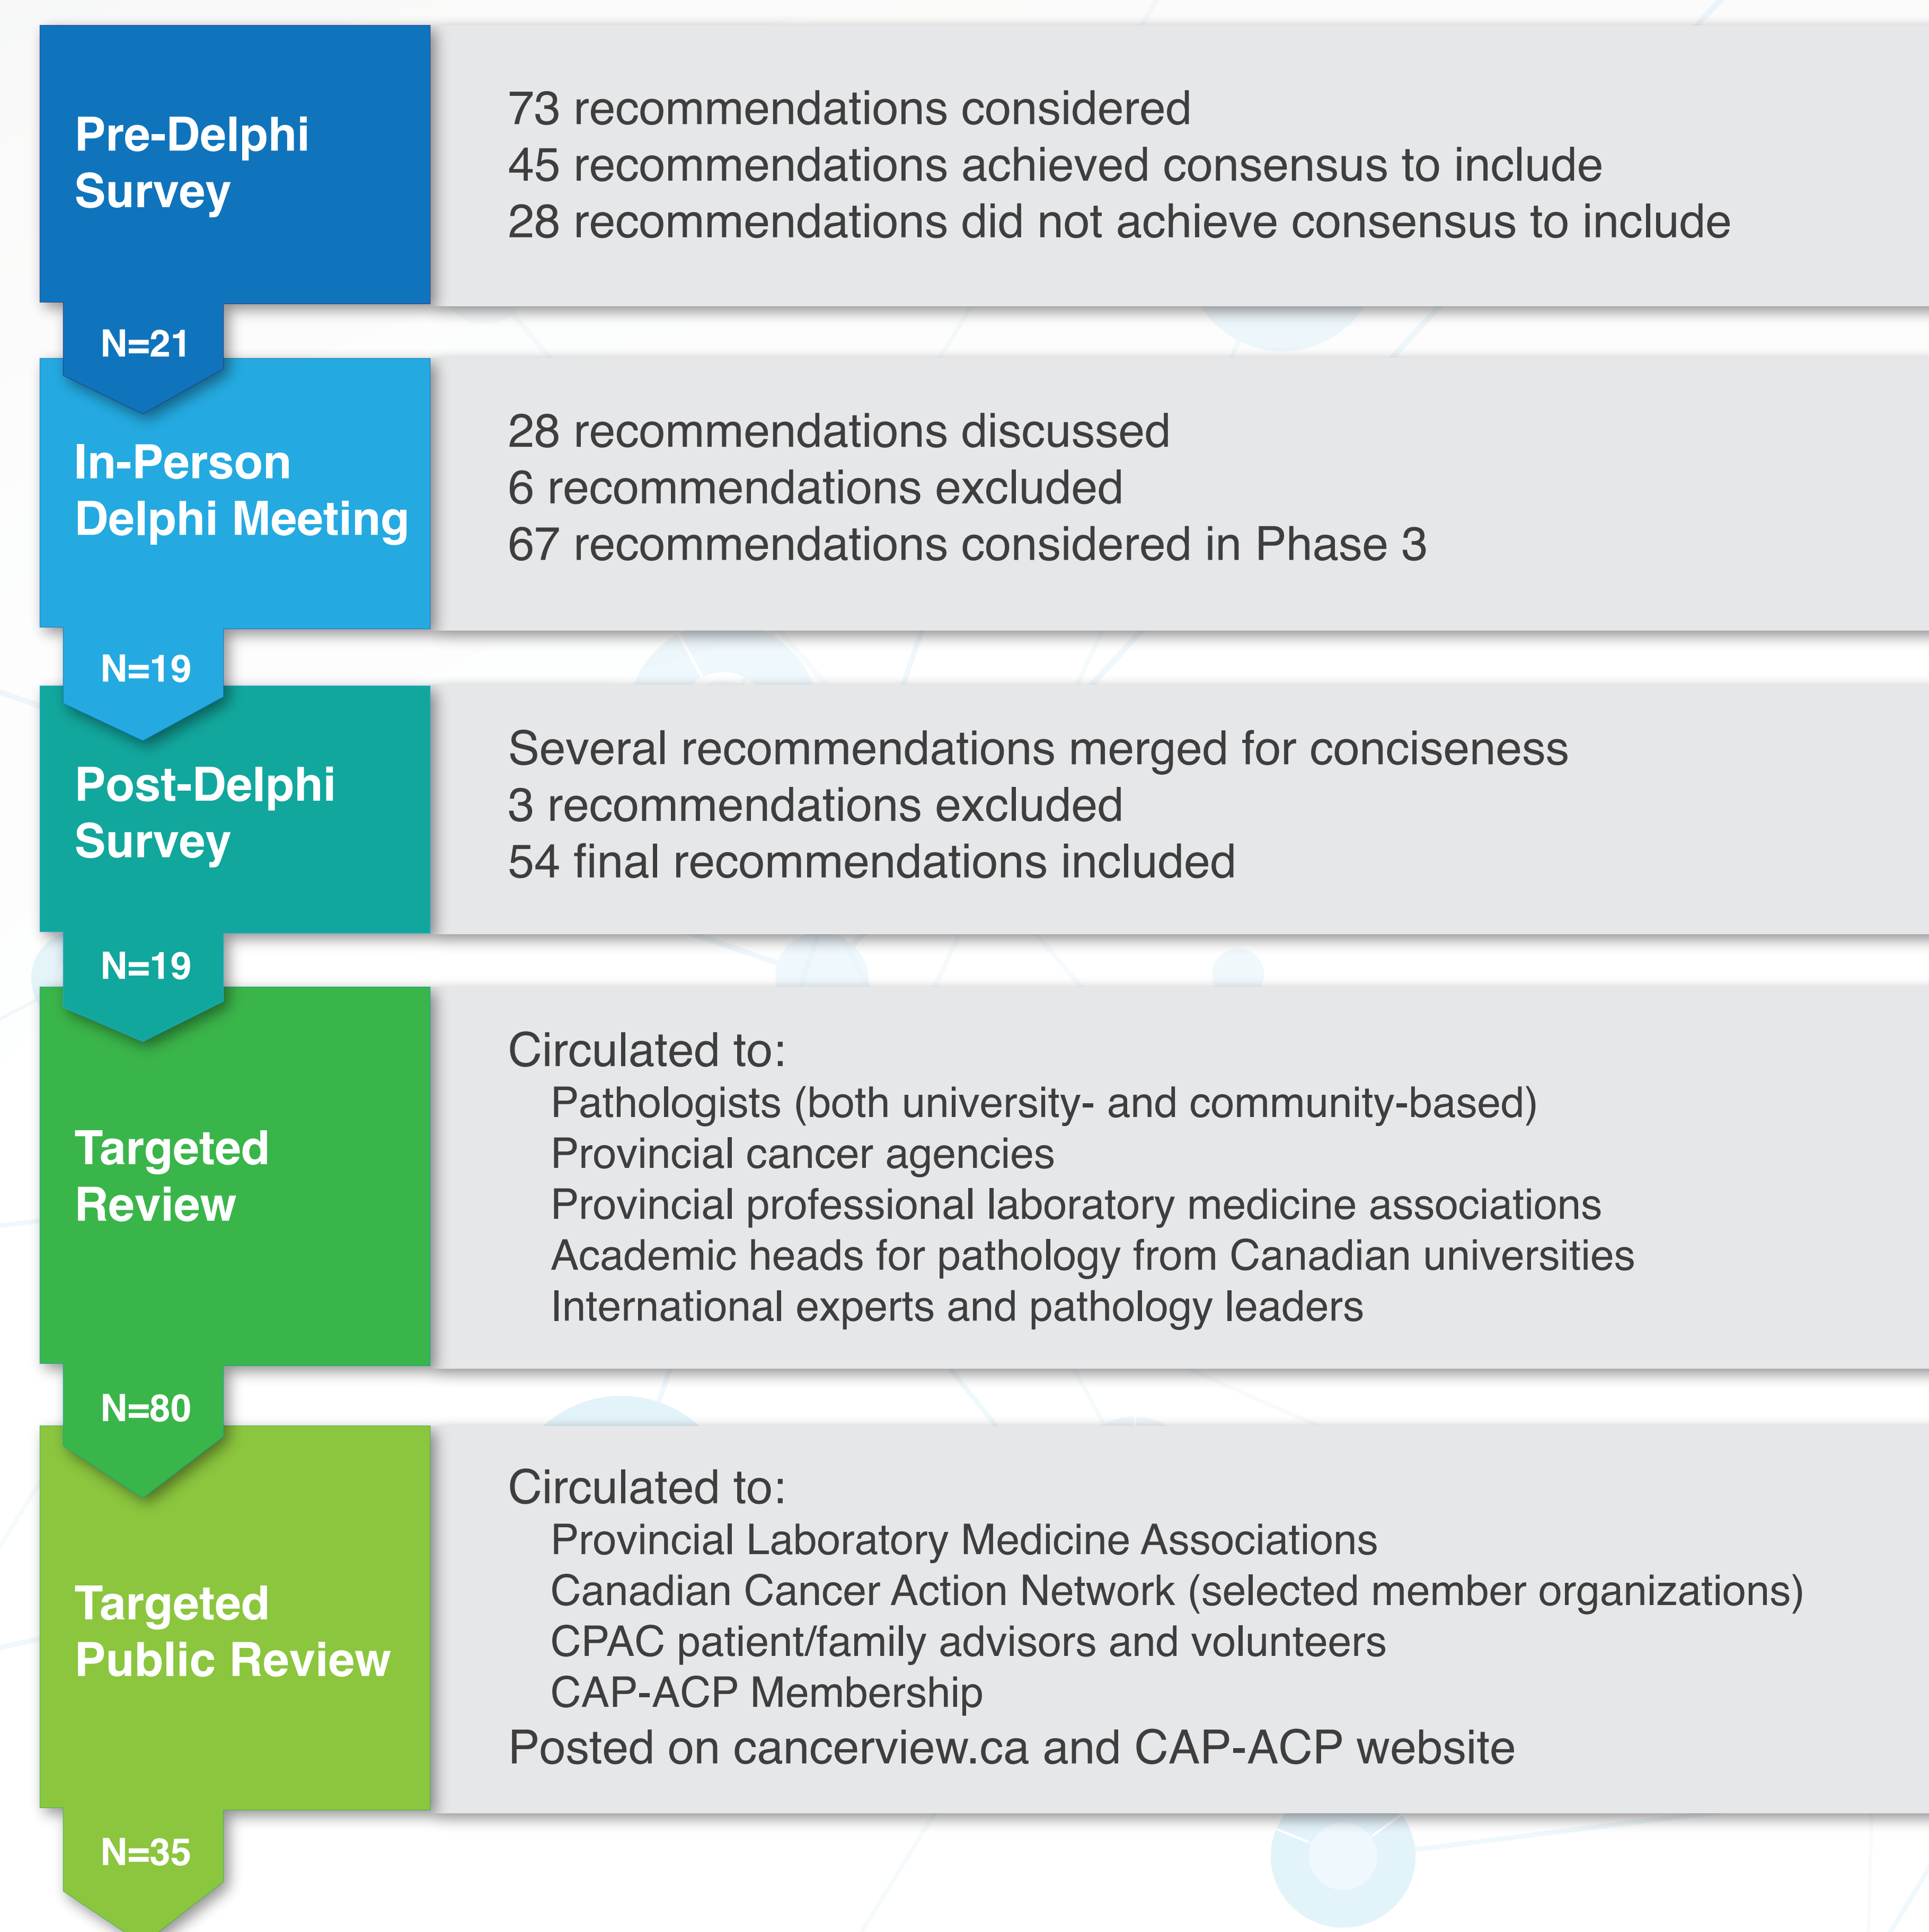 Pre-Delphi
Survey
73 recommendations considered
45 recommendations achieved consensus to include
28 recommendations did not achieve consensus to include
N=21
In-Person
Delphi Meeting
28 recommendations discussed
6 recommendations excluded
67 recommendations considered in Phase 3
N=19
Post-Delphi
Survey
Several recommendations merged for conciseness
3 recommendations excluded
54 final recommendations included
N=19
Targeted
Review
Circulated to:
Pathologists (both university- and community-based)
Provincial cancer agencies
Provincial professional laboratory medicine associations
Academic heads for pathology from Canadian universities
International experts and pathology leaders
N=80
Targeted
Public Review
Circulated to:
Provincial Laboratory Medicine Associations
Canadian Cancer Action Network (selected member organizations)
CPAC patient/family advisors and volunteers
CAP-ACP Membership
Posted on cancerview.ca and CAP-ACP website
N=35